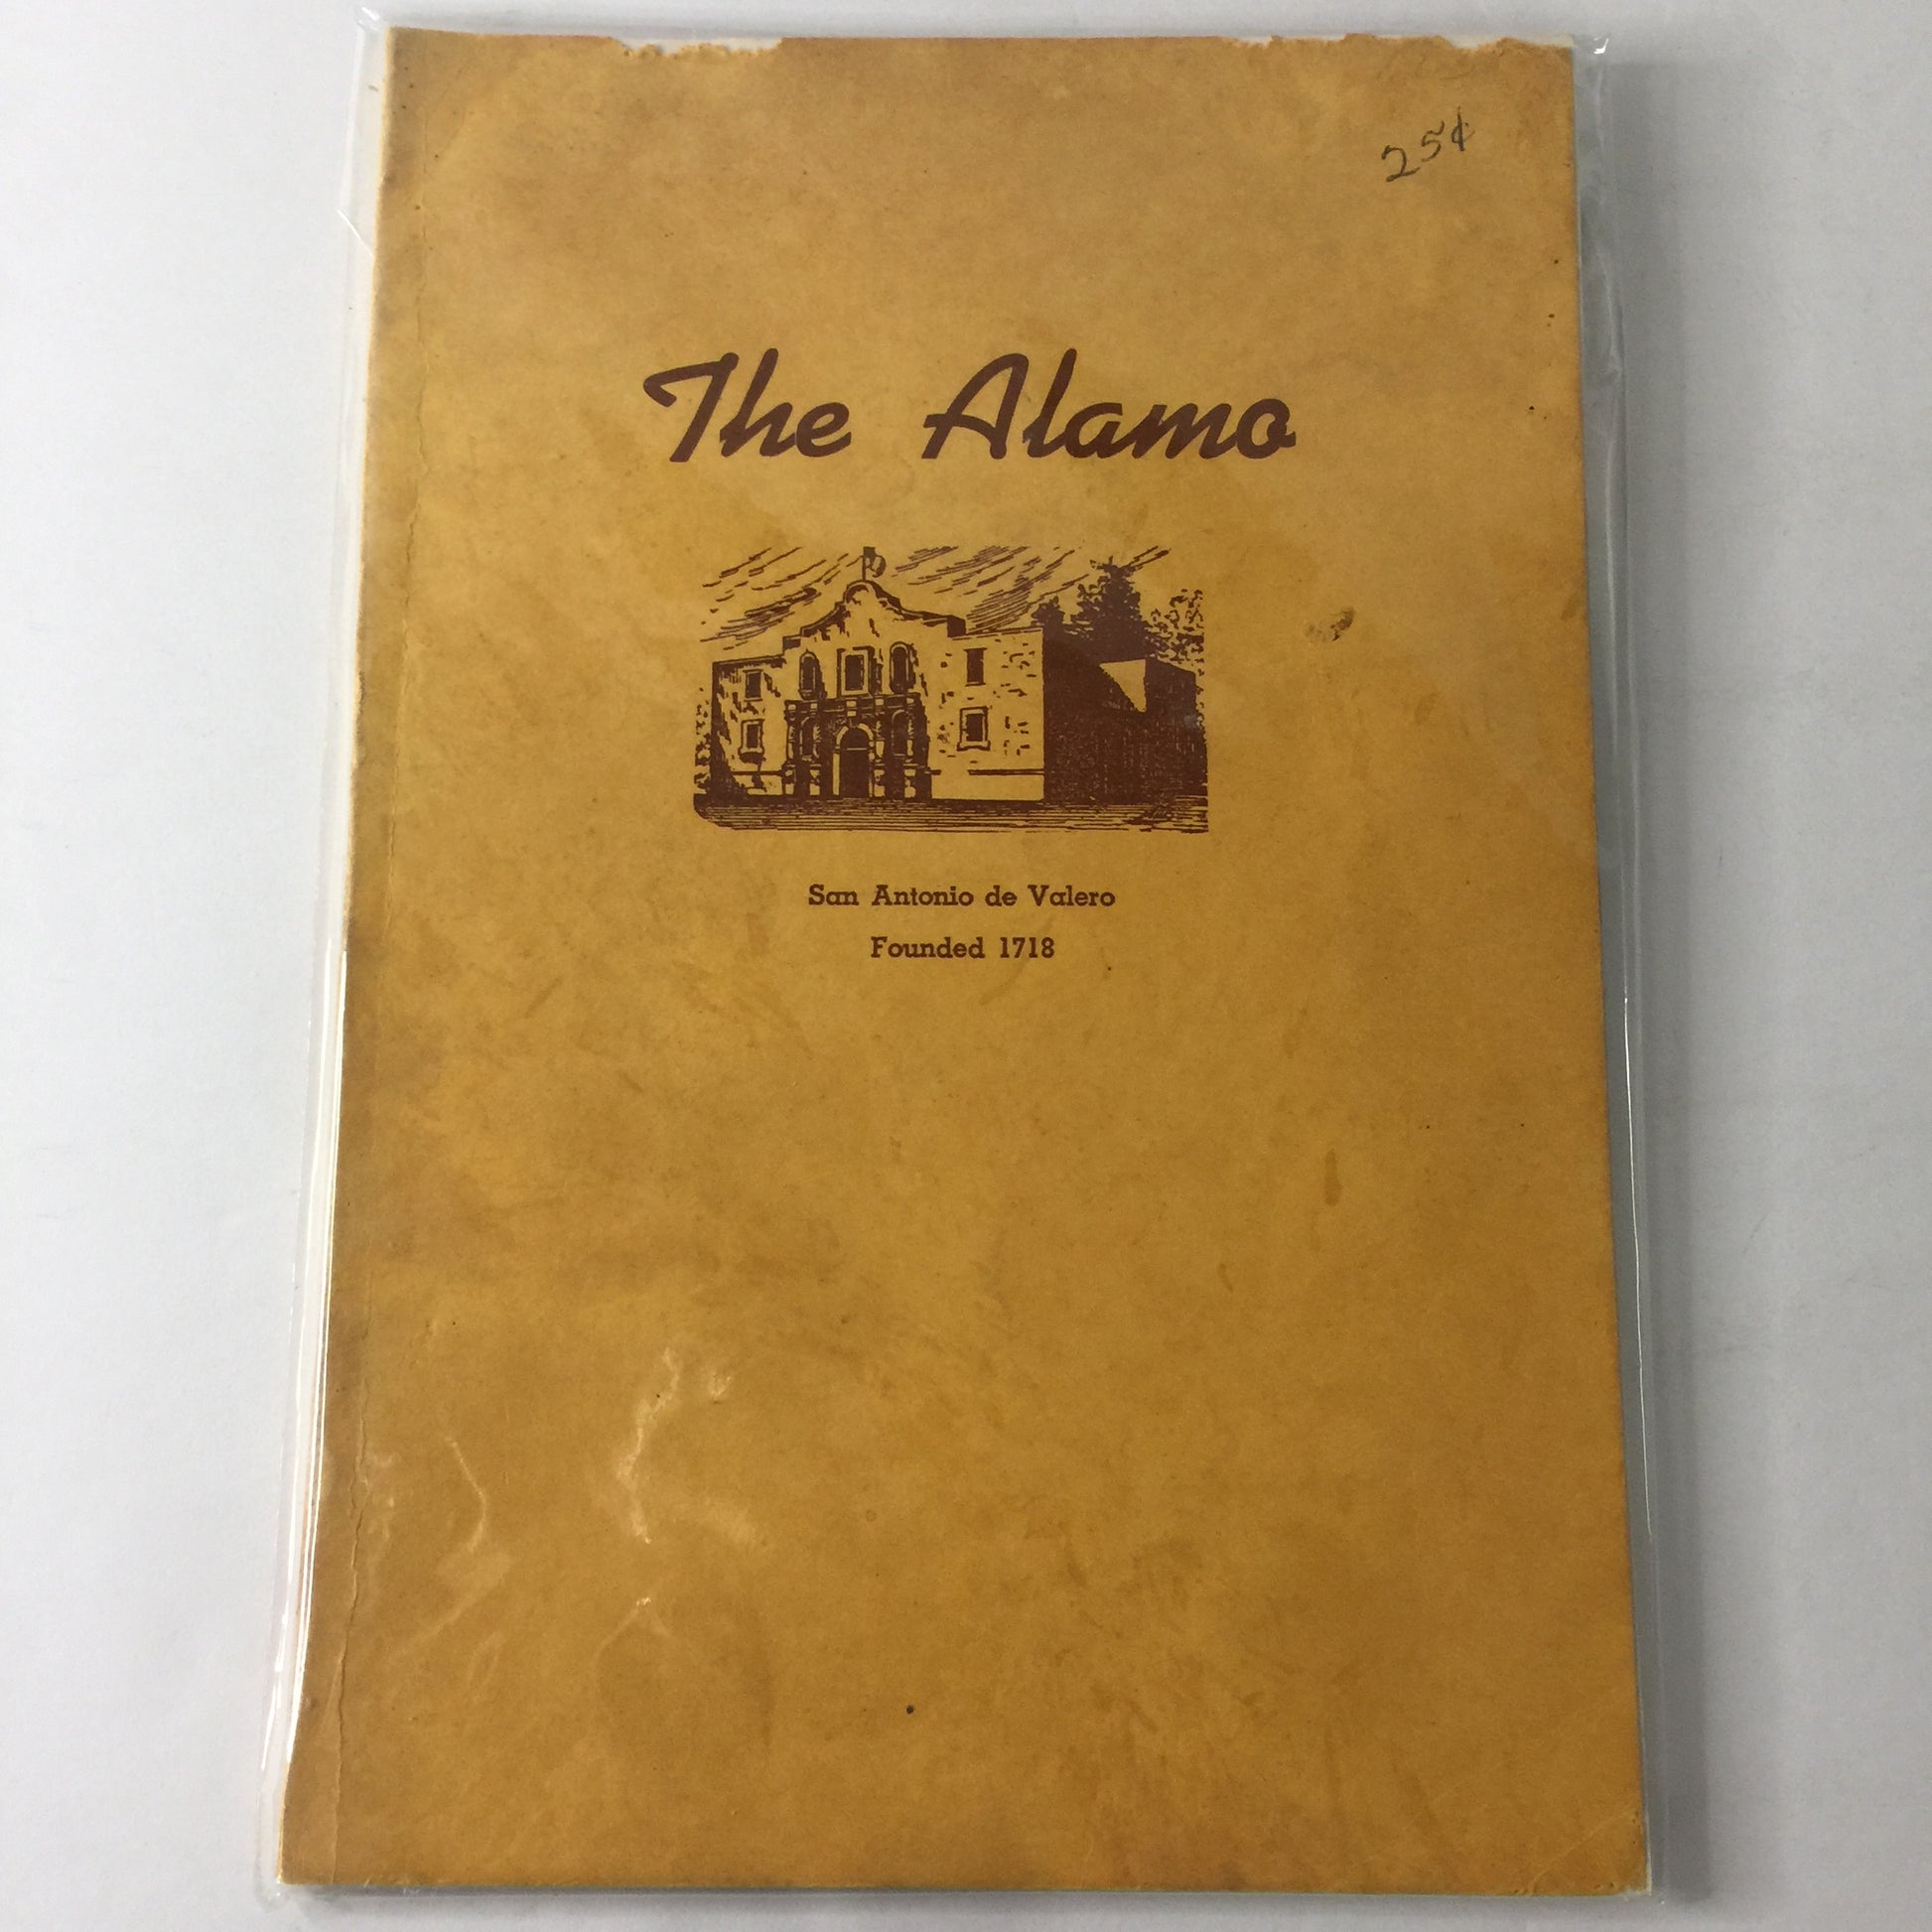 25¢
The Alamo
San Antonio de Valero
Founded 1718